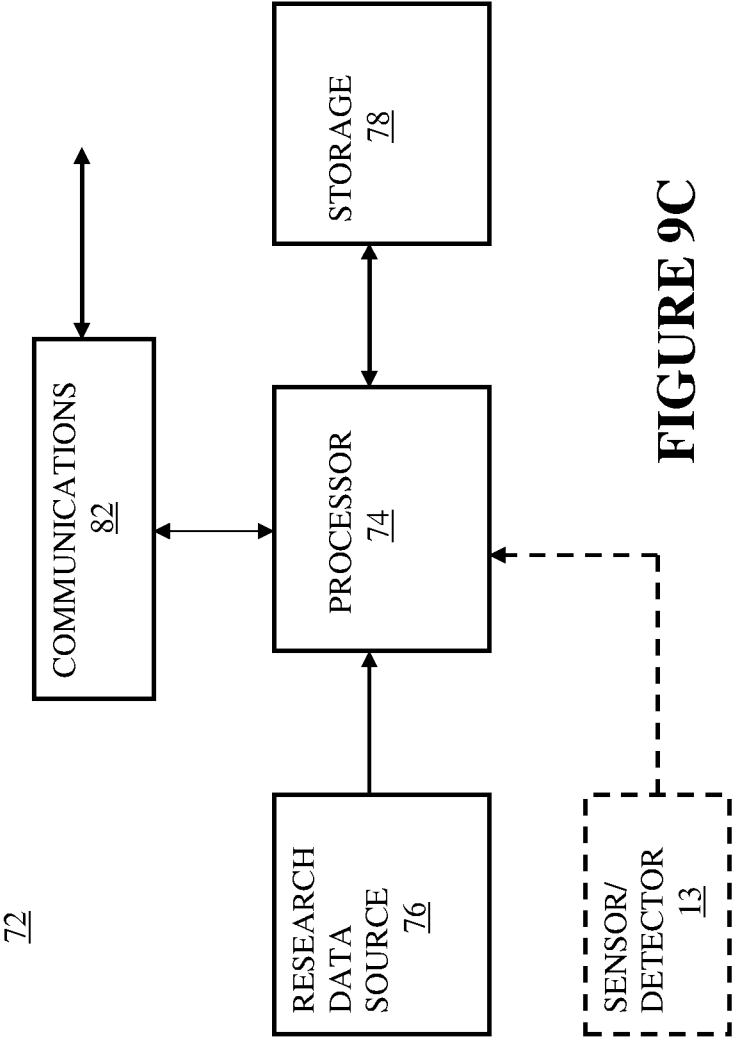 72
COMMUNICATIONS
82
RESEARCH
DATA
SOURCE
76
PROCESSOR
74
STORAGE
78
SENSOR/
DETECTOR
13
FIGURE 9C